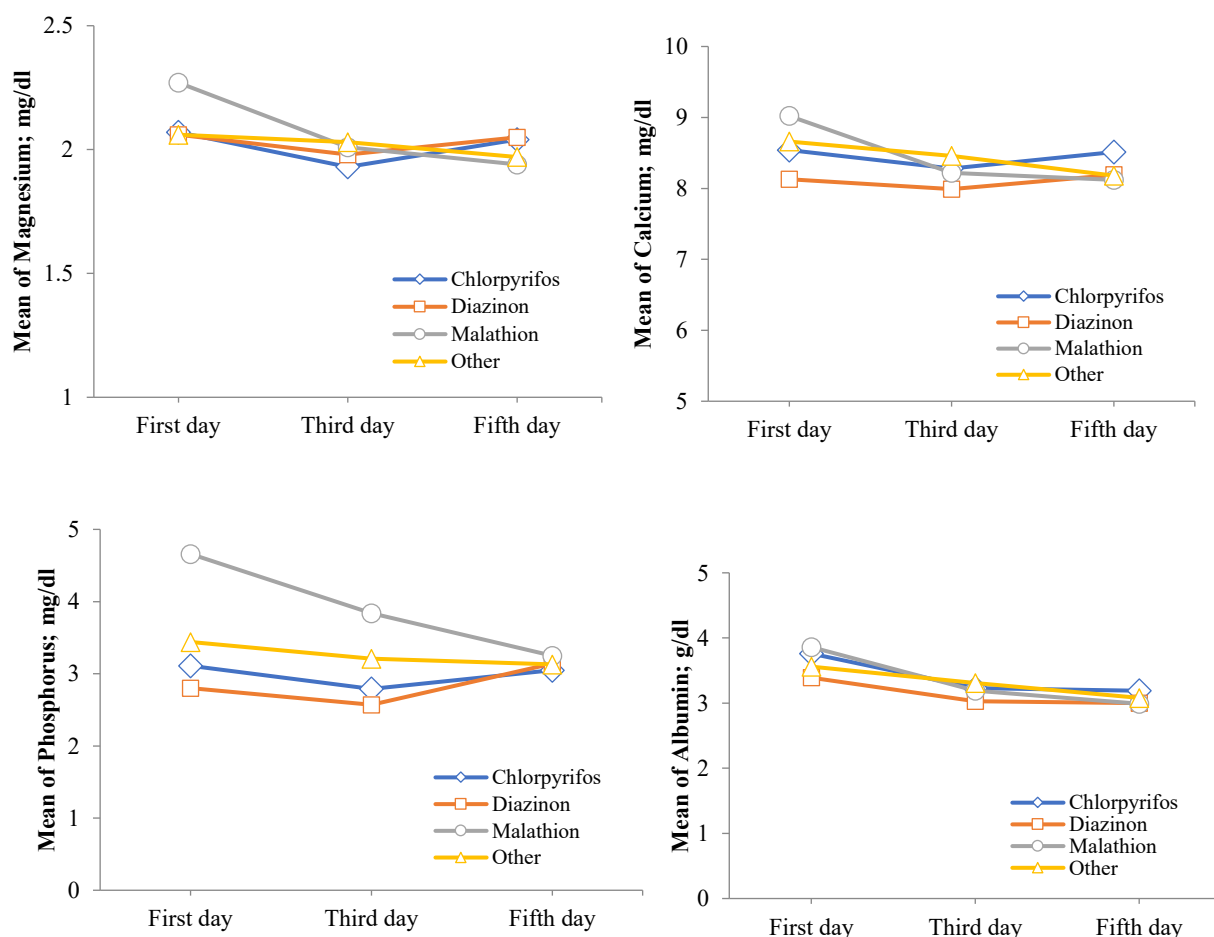 Mean of Magnesium; mg/dl
2.5
2
1.5
1
First day
Third day
Fifth day
Chlorpyrifos
Diazinon
Malathion
Other
Mean of Calcium; mg/dl
10
9
8
7
6
5
First day
Third day
Fifth day
Chlorpyrifos
Diazinon
Malathion
Other
Mean of Phosphorus; mg/dl
5
4
3
2
1
0
First day
Third day
Fifth day
Chlorpyrifos
Diazinon
Malathion
Other
Mean of Albumin; g/dl
5
4
3
2
1
0
First day
Third day
Fifth day
Chlorpyrifos
Diazinon
Malathion
Other